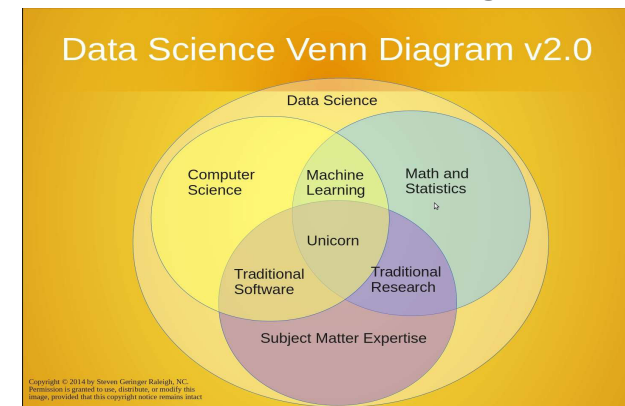 Data Science Venn Diagram v2.0
Data Science
Computer
Science
Machine
Learning
Math and
Statistics
Unicorn
Traditional
Software
Traditional
Research
Subject Matter Expertise
Copyright © 2014 by Steven Geringer Raleigh, NC.
Permission is granted to use, distribute, or modify this
image, provided that this copyright notice remains intact